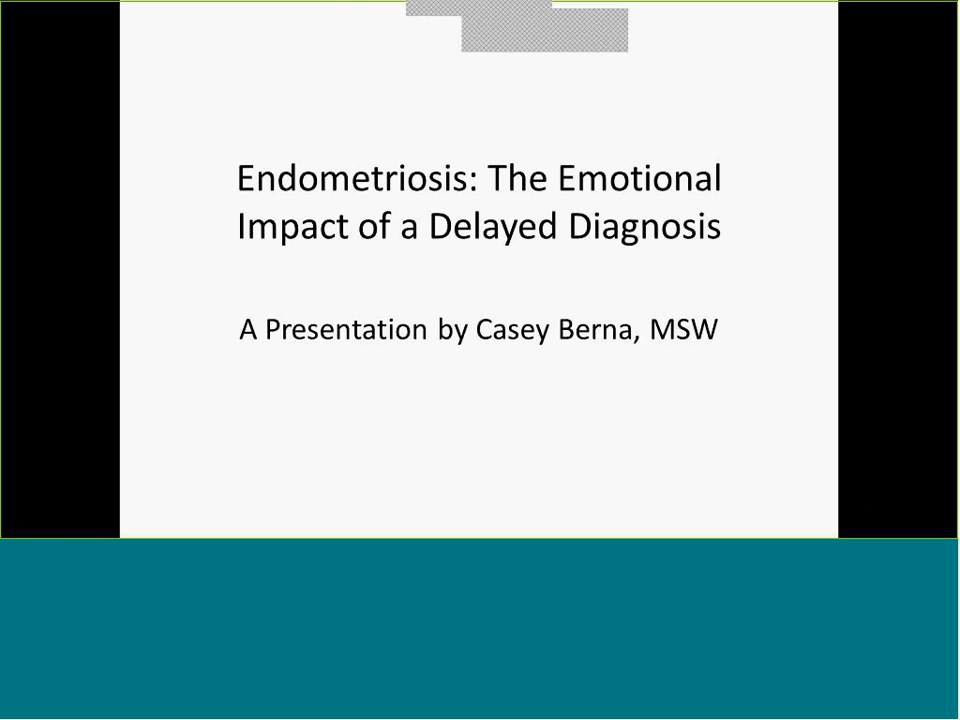 Endometriosis: The Emotional
Impact of a Delayed Diagnosis
A Presentation by Casey Berna, MSW